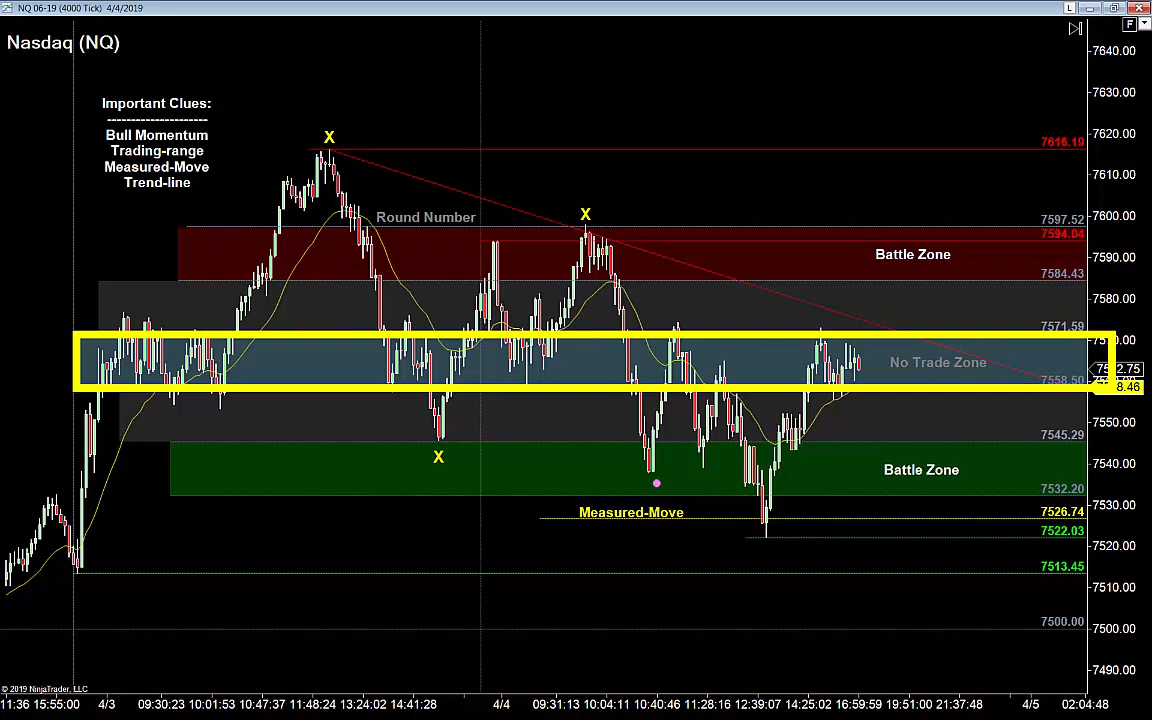 NQ 06-19 (4000 Tick) 4/4/2019
L
F
Nasdaq (NQ)
Important Clues:
---------------------
Bull Momentum
Trading-range
Measured-Move
Trend-line
X
X
X
Round Number
Battle Zone
No Trade Zone
Battle Zone
Measured-Move
7616.19
7597.52
7594.04
7584.43
7571.59
7558.50
7545.29
7532.20
7526.74
7522.03
7513.45
7500.00
7640.00
7630.00
7620.00
7610.00
7600.00
7590.00
7580.00
7550.00
7540.00
7530.00
7520.00
7510.00
7500.00
7490.00
8.46
© 2019 NinjaTrader, LLC
11:36 15:55:00 4/3 09:30:23 10:01:53 10:47:37 11:48:24 13:24:02 14:41:28 4/4 09:31:13 10:04:11 10:40:46 11:28:16 12:39:07 14:25:02 16:59:59 19:51:00 21:37:48 4/5 02:04:48